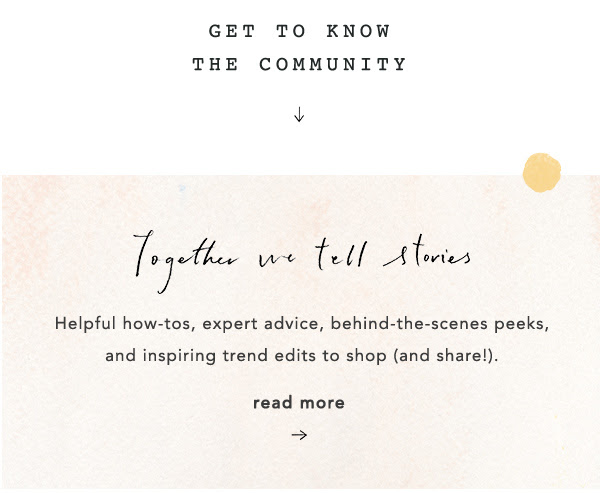 GET TO KNOW
THE COMMUNITY
↓
Together we tell stories
Helpful how-tos, expert advice, behind-the-scenes peeks,
and inspiring trend edits to shop (and share!).
read more
→